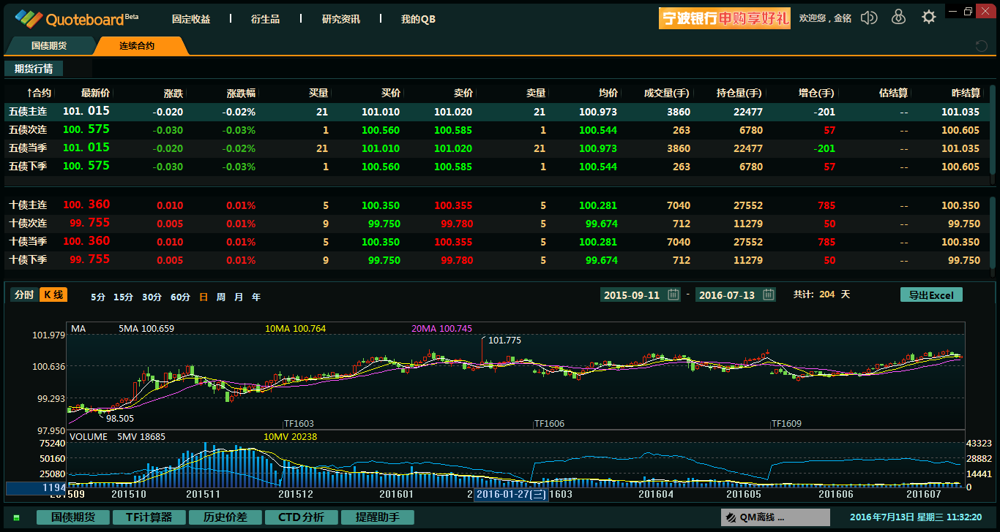 QuoteboardBeta 固定收益 衍生品 研究资讯 我的QB 宁波银行申购享好礼 欢迎您，金铭
国债期货 连续合约
期货行情
↑合约 最新价 涨跌 涨跌幅 买量 买价 卖价 卖量 均价 成交量(手) 持仓量(手) 增仓(手) 估结算 昨结算
五债主连 101. 015 -0.020 -0.02% 21 101.010 101.020 21 100.973 3860 22477 -201 -- 101.035
五债次连 100. 575 -0.030 -0.03% 1 100.560 100.585 1 100.544 263 6780 57 -- 100.605
五债当季 101. 015 -0.020 -0.02% 21 101.010 101.020 21 100.973 3860 22477 -201 -- 101.035
五债下季 100. 575 -0.030 -0.03% 1 100.560 100.585 1 100.544 263 6780 57 -- 100.605
十债主连 100. 360 0.010 0.01% 5 100.350 100.355 5 100.281 7040 27552 785 -- 100.350
十债次连 99. 755 0.005 0.01% 9 99.750 99.780 5 99.674 712 11279 50 -- 99.750
十债当季 100. 360 0.010 0.01% 5 100.350 100.355 5 100.281 7040 27552 785 -- 100.350
十债下季 99. 755 0.005 0.01% 9 99.750 99.780 5 99.674 712 11279 50 -- 99.750
分时 K 线 5分 15分 30分 60分 日 周 月 年 2015-09-11 - 2016-07-13 共计: 204 天 导出Excel
MA 5MA 100.659 10MA 100.764 20MA 100.745
101.979
101.775
100.636
99.293
98.505
TF1603 TF1606 TF1609
97.950
VOLUME 5MV 18685 10MV 20238
75240 43323
50160 28882
25080 14441
1194 0
201509 201510 201511 201512 201601 2016-01-27(三) 1603 201604 201605 201606 201607
国债期货 TF计算器 历史价差 CTD 分析 提醒助手 QM离线 ... 2016年7月13日 星期三 11:32:20